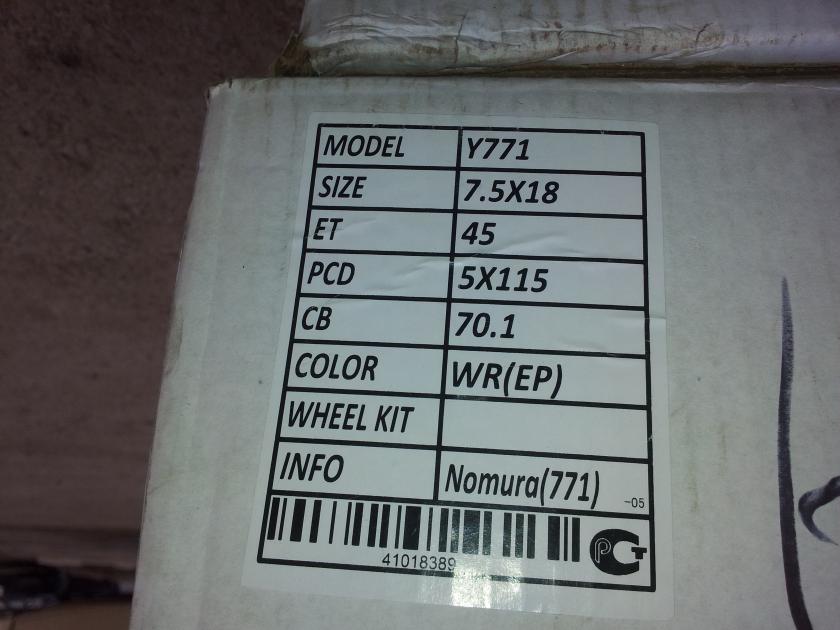 MODEL Y771
SIZE 7.5X18
ET 45
PCD 5X115
CB 70.1
COLOR WR(EP)
WHEEL KIT
INFO Nomura(771) -05
41018389